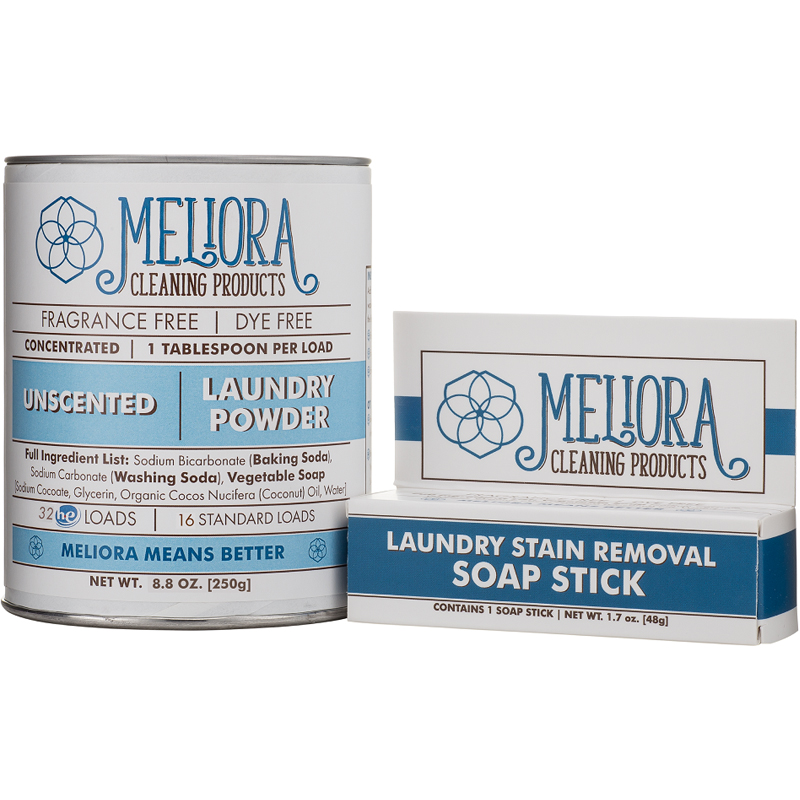 MELIORA
CLEANING PRODUCTS
FRAGRANCE FREE | DYE FREE
CONCENTRATED | 1 TABLESPOON PER LOAD
UNSCENTED | LAUNDRY
POWDER
Full Ingredient List: Sodium Bicarbonate (Baking Soda),
Sodium Carbonate (Washing Soda), Vegetable Soap
[Sodium Cocoate, Glycerin, Organic Cocos Nucifera (Coconut) Oil, Water]
32 he LOADS | 16 STANDARD LOADS
MELIORA MEANS BETTER
NET WT. 8.8 OZ. [250g]
MELIORA
CLEANING PRODUCTS
LAUNDRY STAIN REMOVAL
SOAP STICK
CONTAINS 1 SOAP STICK | NET WT. 1.7 oz. [48g]